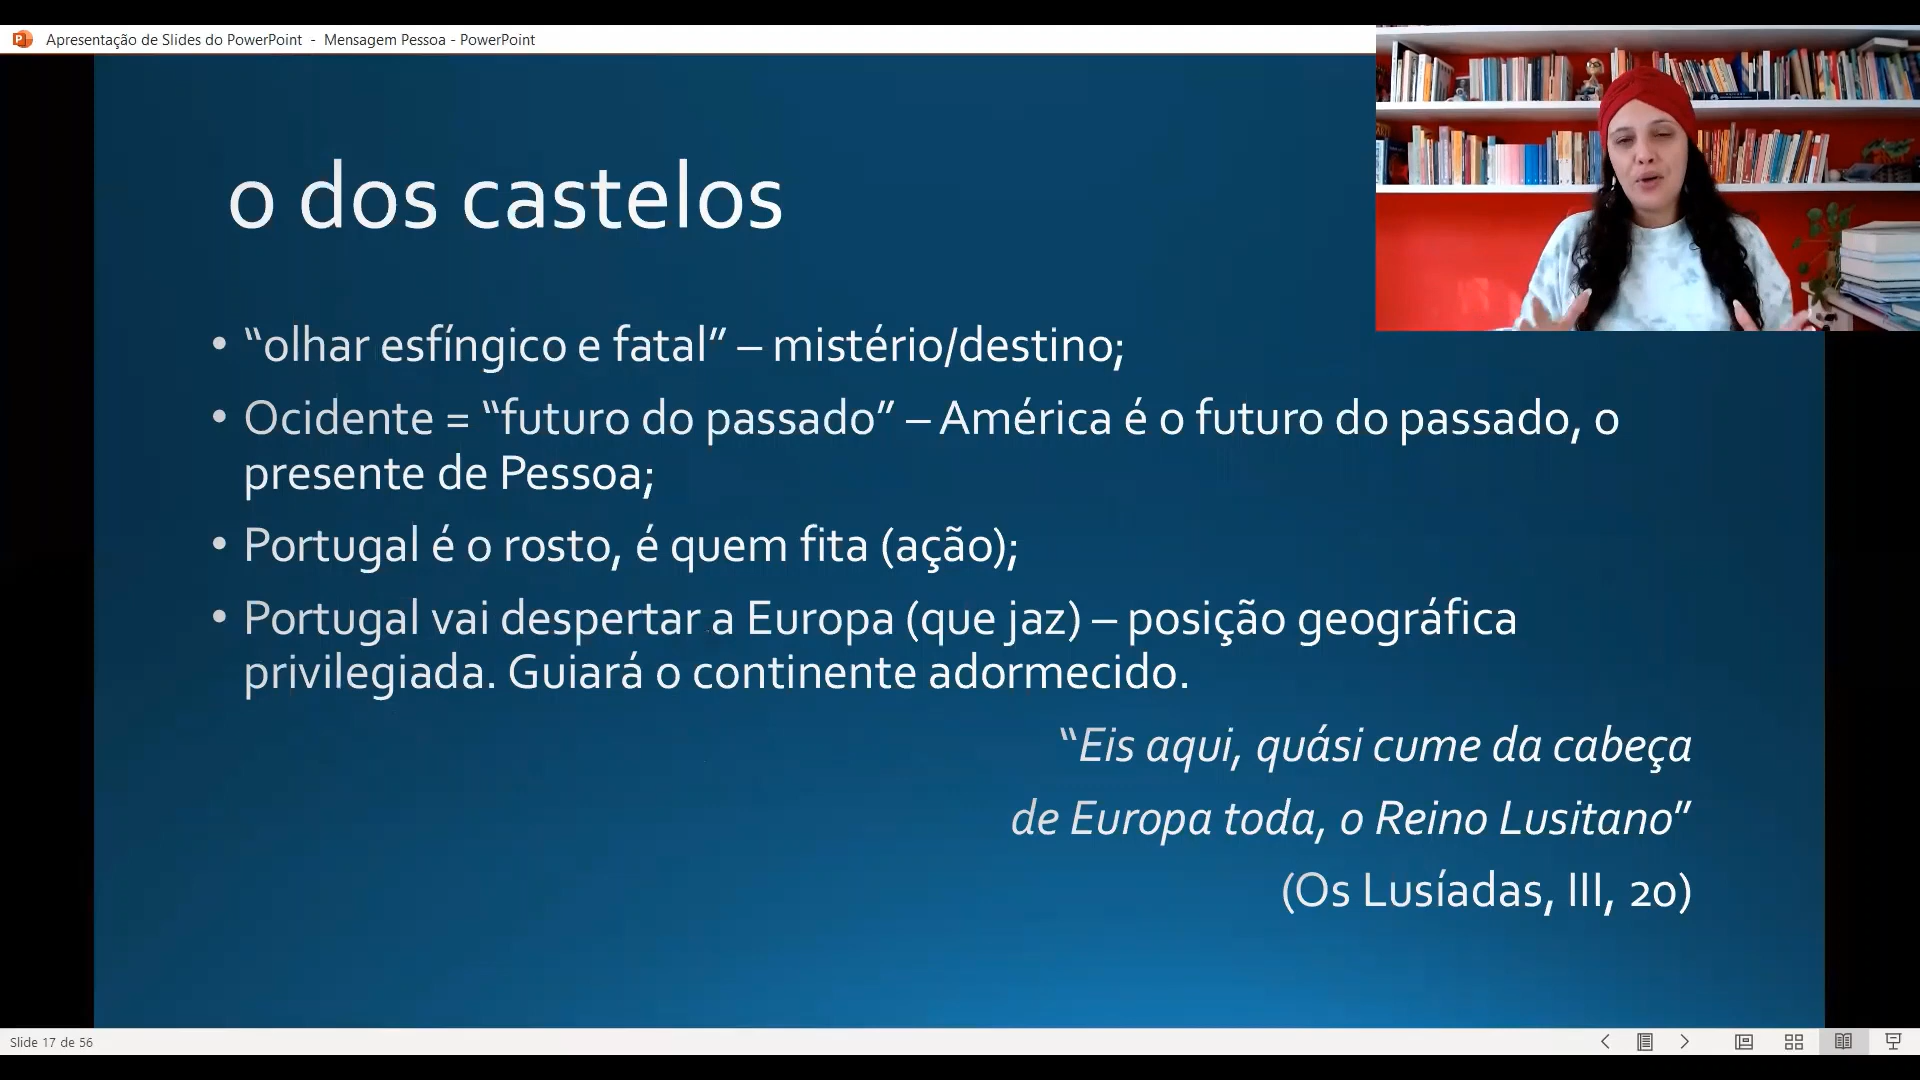 Apresentação de Slides do PowerPoint - Mensagem Pessoa - PowerPoint
o dos castelos
• “olhar esfíngico e fatal” – mistério/destino;
• Ocidente = “futuro do passado” – América é o futuro do passado, o
presente de Pessoa;
• Portugal é o rosto, é quem fita (ação);
• Portugal vai despertar a Europa (que jaz) – posição geográfica
privilegiada. Guiará o continente adormecido.
“Eis aqui, quási cume da cabeça
de Europa toda, o Reino Lusitano”
(Os Lusíadas, III, 20)
Slide 17 de 56